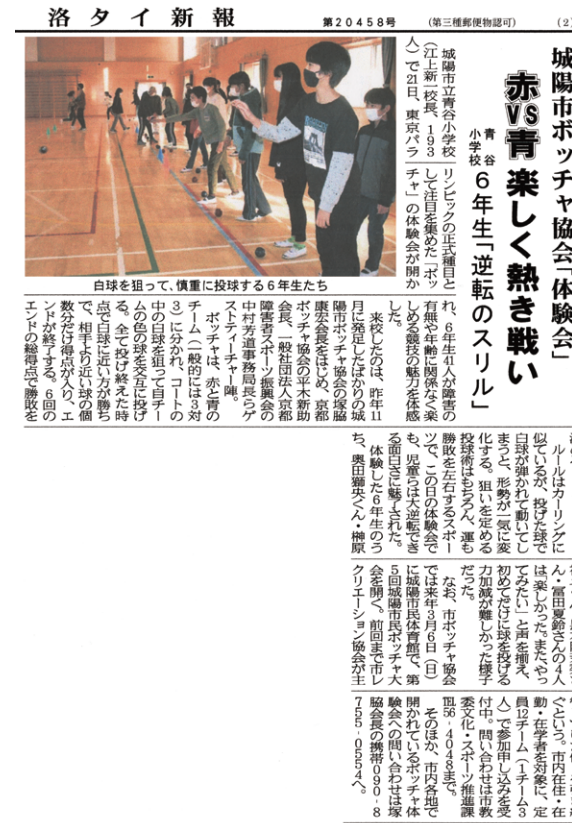 洛タイ新報
第20458号
(第三種郵便物認可)
(2
城陽市ボッチャ協会「体験会」
赤VS青 楽しく熱き戦い
青谷小学校 6年生「逆転のスリル」
白球を狙って、慎重に投球する6年生たち
城陽市立青谷小学校
(江上新一校長、193
人)で21日、東京パラ
リンピックの正式種目と
して注目を集めた「ボッ
チャ」の体験会が開か
れ、6年生41人が障害の
有無や年齢に関係なく楽
しめる競技の魅力を体感
した。
来校したのは、昨年11
月に発足したばかりの城
陽市ボッチャ協会の塚脇
康宏会長をはじめ、京都
ボッチャ協会の平木新助
会長、一般社団法人京都
障害者スポーツ振興会の
中村芳道事務局長らゲ
ストティーチャー陣。
ボッチャは、赤と青の
チーム(一般的には3対
3)に分かれ、コートの
中の白球を狙って自チー
ムの色の球を交互に投げ
る。全て投げ終えた時
点で白球に近い方が勝ち
で、相手より近い球の個
数分だけ得点が入り、エ
ンドが終了する。6回の
エンドの総得点で勝敗を
ルールはカーリングに
似ているが、投げた球で
白球が弾かれて動いてし
まうと、形勢が一気に変
化する。狙いを定める
投球術はもちろん、運も
勝敗を左右するスポー
ツで、この日の体験会で
も、児童らは大逆転でき
る面白さに魅了された。
体験した6年生のう
ち、奥田獅央くん・榊原
ん・冨田夏鈴さんの4人
は「楽しかった。また、やっ
てみたい」と声を揃え、
初めてだけに球を投げる
力加減が難しかった様子
だった。
なお、市ボッチャ協会
では来年3月6日(日)
に城陽市民体育館で、第
5回城陽市民ボッチャ大
会を開く。前回まで市レ
クリエーション協会が主
ぐという。市内在住・在
勤・在学者を対象に、定
員12チーム(1チーム3
人)で参加申し込みを受
付中。問い合わせは市教
委文化・スポーツ推進課
℡56-4048まで。
そのほか、市内各地で
開かれているボッチャ体
験会への問い合わせは塚
脇会長の携帯090-8
755-0554へ。